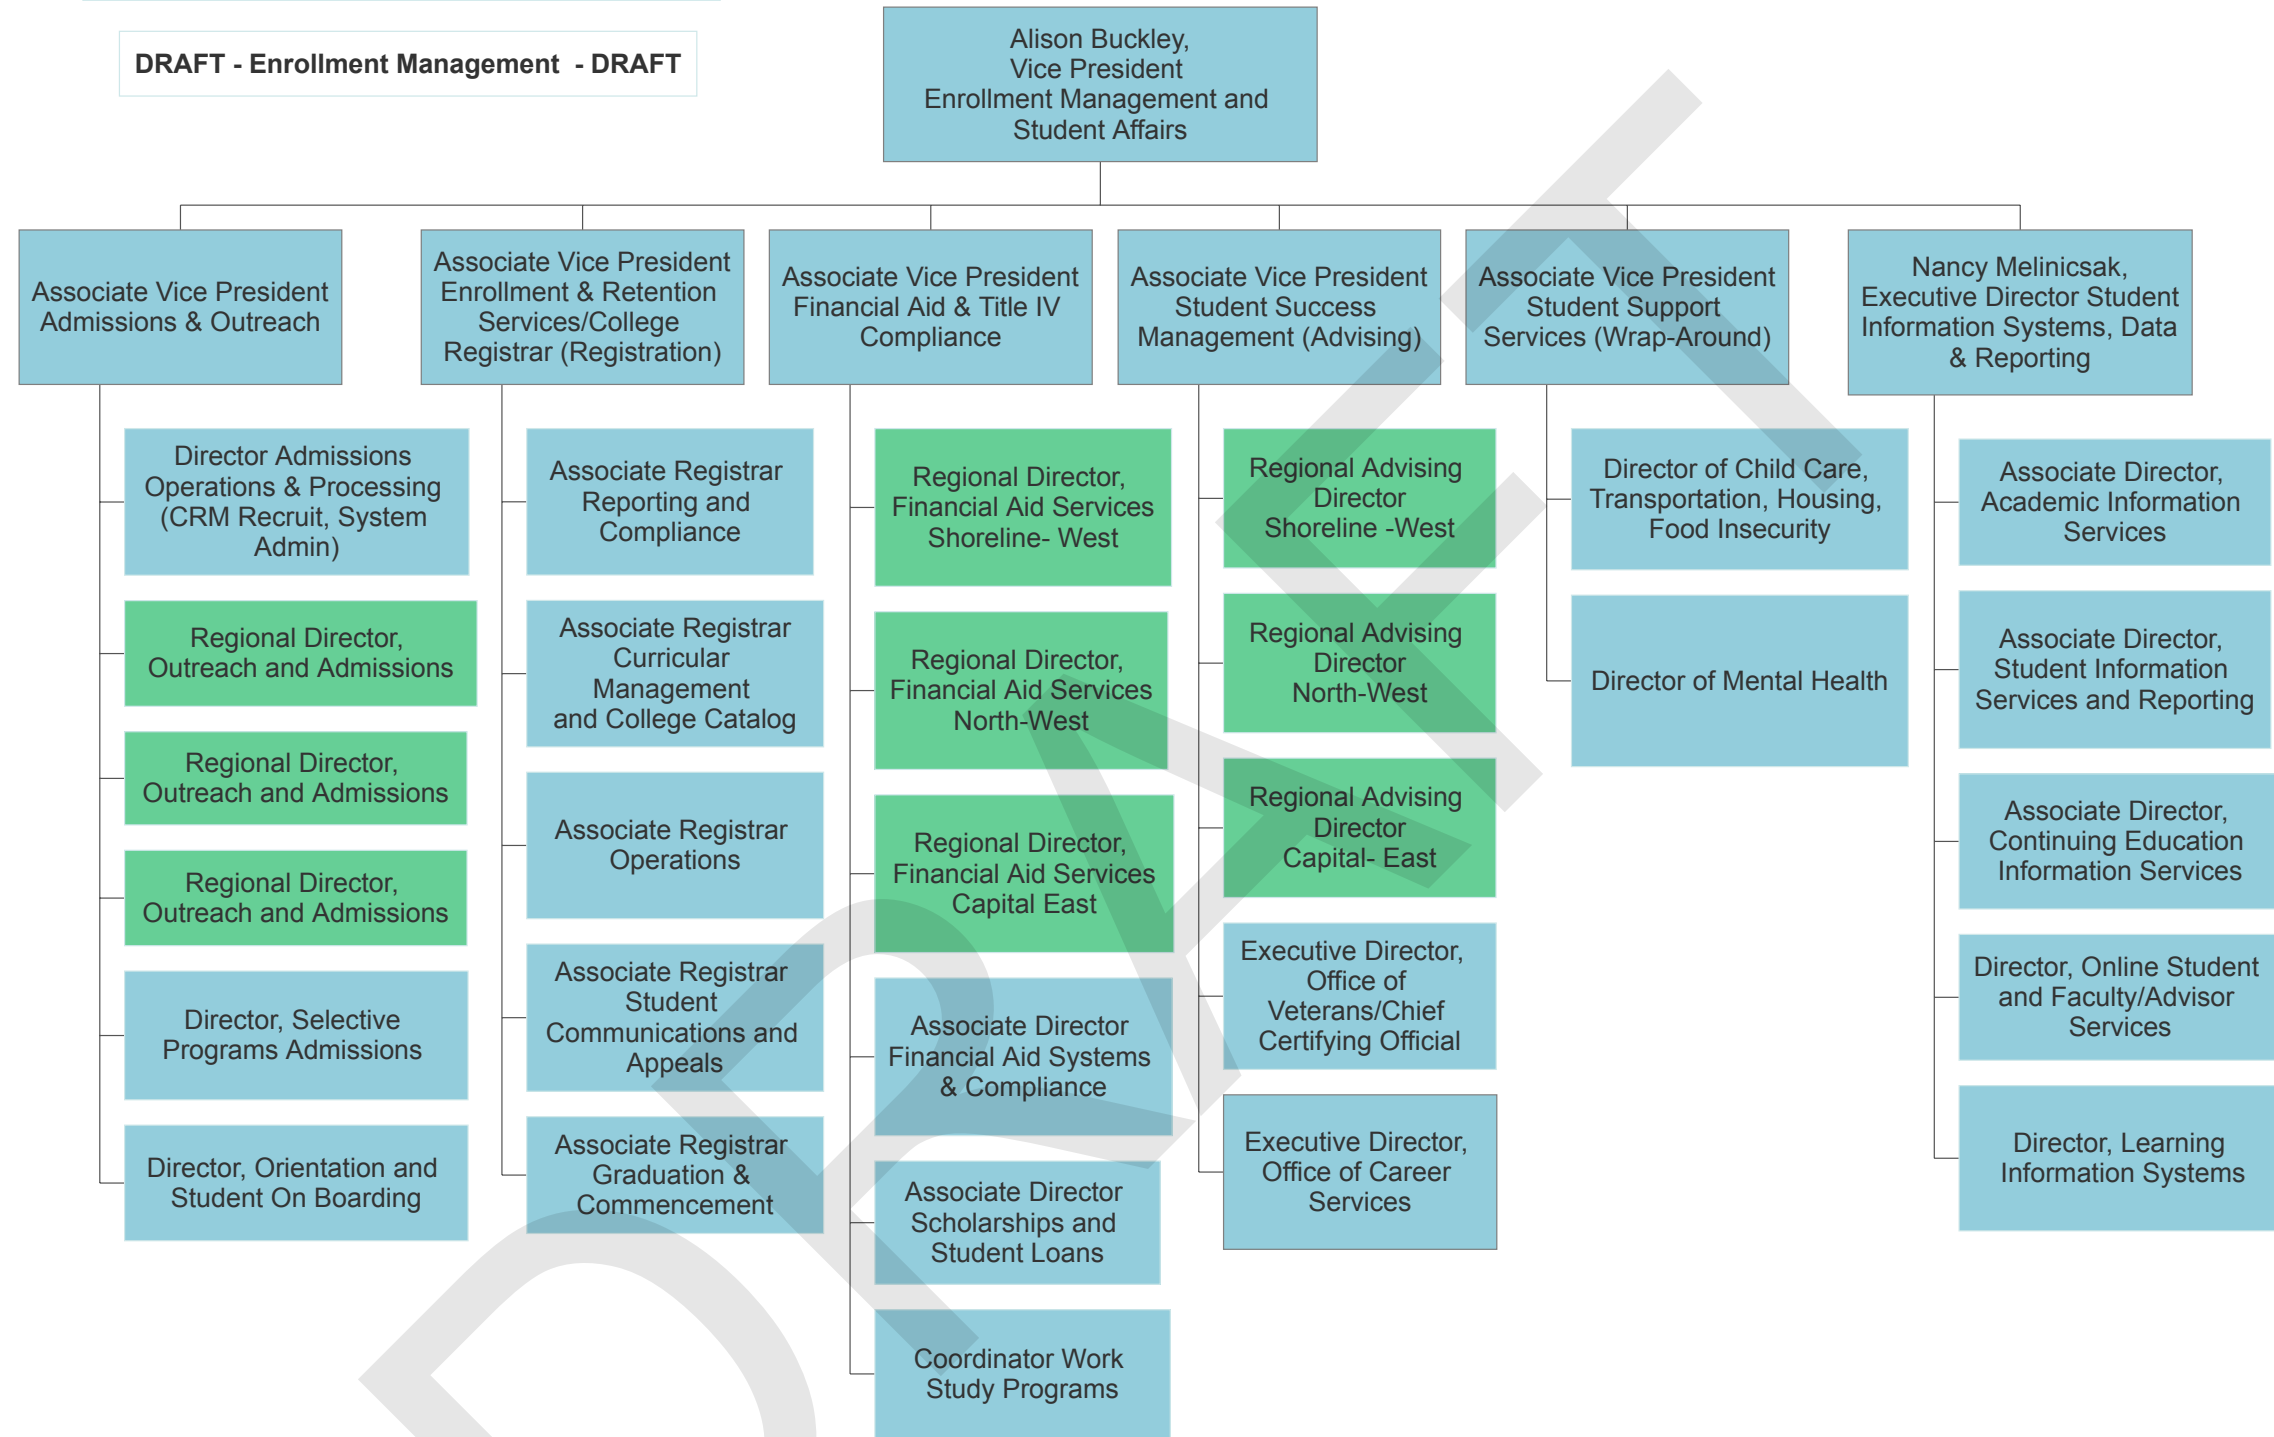 DRAFT - Enrollment Management - DRAFT
Alison Buckley,
Vice President
Enrollment Management and
Student Affairs
Associate Vice President
Admissions & Outreach
Associate Vice President
Enrollment & Retention
Services/College
Registrar (Registration)
Associate Vice President
Financial Aid & Title IV
Compliance
Associate Vice President
Student Success
Management (Advising)
Associate Vice President
Student Support
Services (Wrap-Around)
Nancy Melinicsak,
Executive Director Student
Information Systems, Data
& Reporting
Director Admissions
Operations & Processing
(CRM Recruit, System
Admin)
Regional Director,
Outreach and Admissions
Regional Director,
Outreach and Admissions
Regional Director,
Outreach and Admissions
Director, Selective
Programs Admissions
Director, Orientation and
Student On Boarding
Associate Registrar
Reporting and
Compliance
Associate Registrar
Curricular
Management
and College Catalog
Associate Registrar
Operations
Associate Registrar
Student
Communications and
Appeals
Associate Registrar
Graduation &
Commencement
Regional Director,
Financial Aid Services
Shoreline- West
Regional Director,
Financial Aid Services
North-West
Regional Director,
Financial Aid Services
Capital East
Associate Director
Financial Aid Systems
& Compliance
Associate Director
Scholarships and
Student Loans
Coordinator Work
Study Programs
Regional Advising
Director
Shoreline -West
Regional Advising
Director
North-West
Regional Advising
Director
Capital- East
Executive Director,
Office of
Veterans/Chief
Certifying Official
Executive Director,
Office of Career
Services
Director of Child Care,
Transportation, Housing,
Food Insecurity
Director of Mental Health
Associate Director,
Academic Information
Services
Associate Director,
Student Information
Services and Reporting
Associate Director,
Continuing Education
Information Services
Director, Online Student
and Faculty/Advisor
Services
Director, Learning
Information Systems
DRAFT